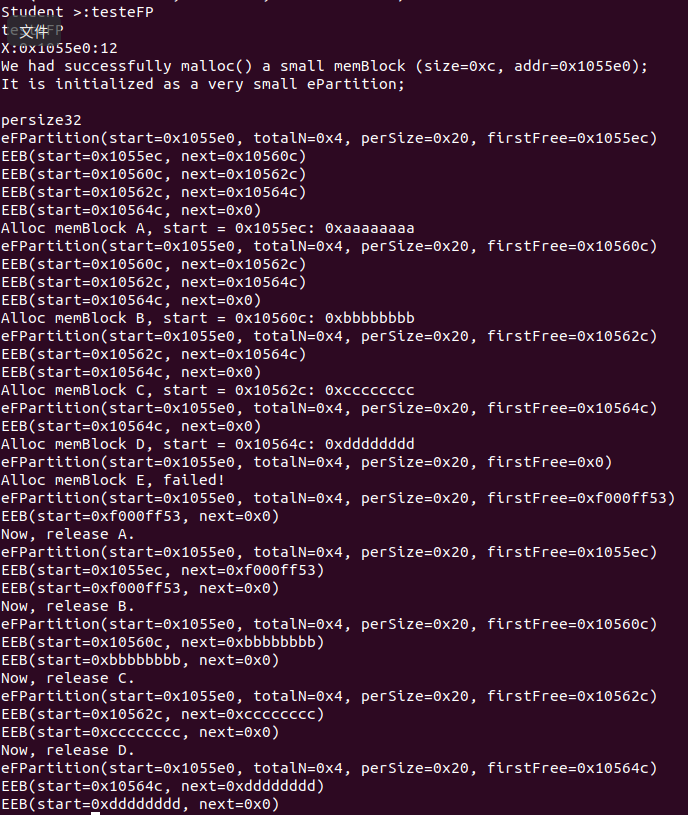 Student >:testeFP
testeFP
文件
X:0x1055e0:12
We had successfully malloc() a small memBlock (size=0xc, addr=0x1055e0);
It is initialized as a very small ePartition;
persize32
eFPartition(start=0x1055e0, totalN=0x4, perSize=0x20, firstFree=0x1055ec)
EEB(start=0x1055ec, next=0x10560c)
EEB(start=0x10560c, next=0x10562c)
EEB(start=0x10562c, next=0x10564c)
EEB(start=0x10564c, next=0x0)
Alloc memBlock A, start = 0x1055ec: 0xaaaaaaaa
eFPartition(start=0x1055e0, totalN=0x4, perSize=0x20, firstFree=0x10560c)
EEB(start=0x10560c, next=0x10562c)
EEB(start=0x10562c, next=0x10564c)
EEB(start=0x10564c, next=0x0)
Alloc memBlock B, start = 0x10560c: 0xbbbbbbbb
eFPartition(start=0x1055e0, totalN=0x4, perSize=0x20, firstFree=0x10562c)
EEB(start=0x10562c, next=0x10564c)
EEB(start=0x10564c, next=0x0)
Alloc memBlock C, start = 0x10562c: 0xcccccccc
eFPartition(start=0x1055e0, totalN=0x4, perSize=0x20, firstFree=0x10564c)
EEB(start=0x10564c, next=0x0)
Alloc memBlock D, start = 0x10564c: 0xdddddddd
eFPartition(start=0x1055e0, totalN=0x4, perSize=0x20, firstFree=0x0)
Alloc memBlock E, failed!
eFPartition(start=0x1055e0, totalN=0x4, perSize=0x20, firstFree=0xf000ff53)
EEB(start=0xf000ff53, next=0x0)
Now, release A.
eFPartition(start=0x1055e0, totalN=0x4, perSize=0x20, firstFree=0x1055ec)
EEB(start=0x1055ec, next=0xf000ff53)
EEB(start=0xf000ff53, next=0x0)
Now, release B.
eFPartition(start=0x1055e0, totalN=0x4, perSize=0x20, firstFree=0x10560c)
EEB(start=0x10560c, next=0xbbbbbbbb)
EEB(start=0xbbbbbbbb, next=0x0)
Now, release C.
eFPartition(start=0x1055e0, totalN=0x4, perSize=0x20, firstFree=0x10562c)
EEB(start=0x10562c, next=0xcccccccc)
EEB(start=0xcccccccc, next=0x0)
Now, release D.
eFPartition(start=0x1055e0, totalN=0x4, perSize=0x20, firstFree=0x10564c)
EEB(start=0x10564c, next=0xdddddddd)
EEB(start=0xdddddddd, next=0x0)